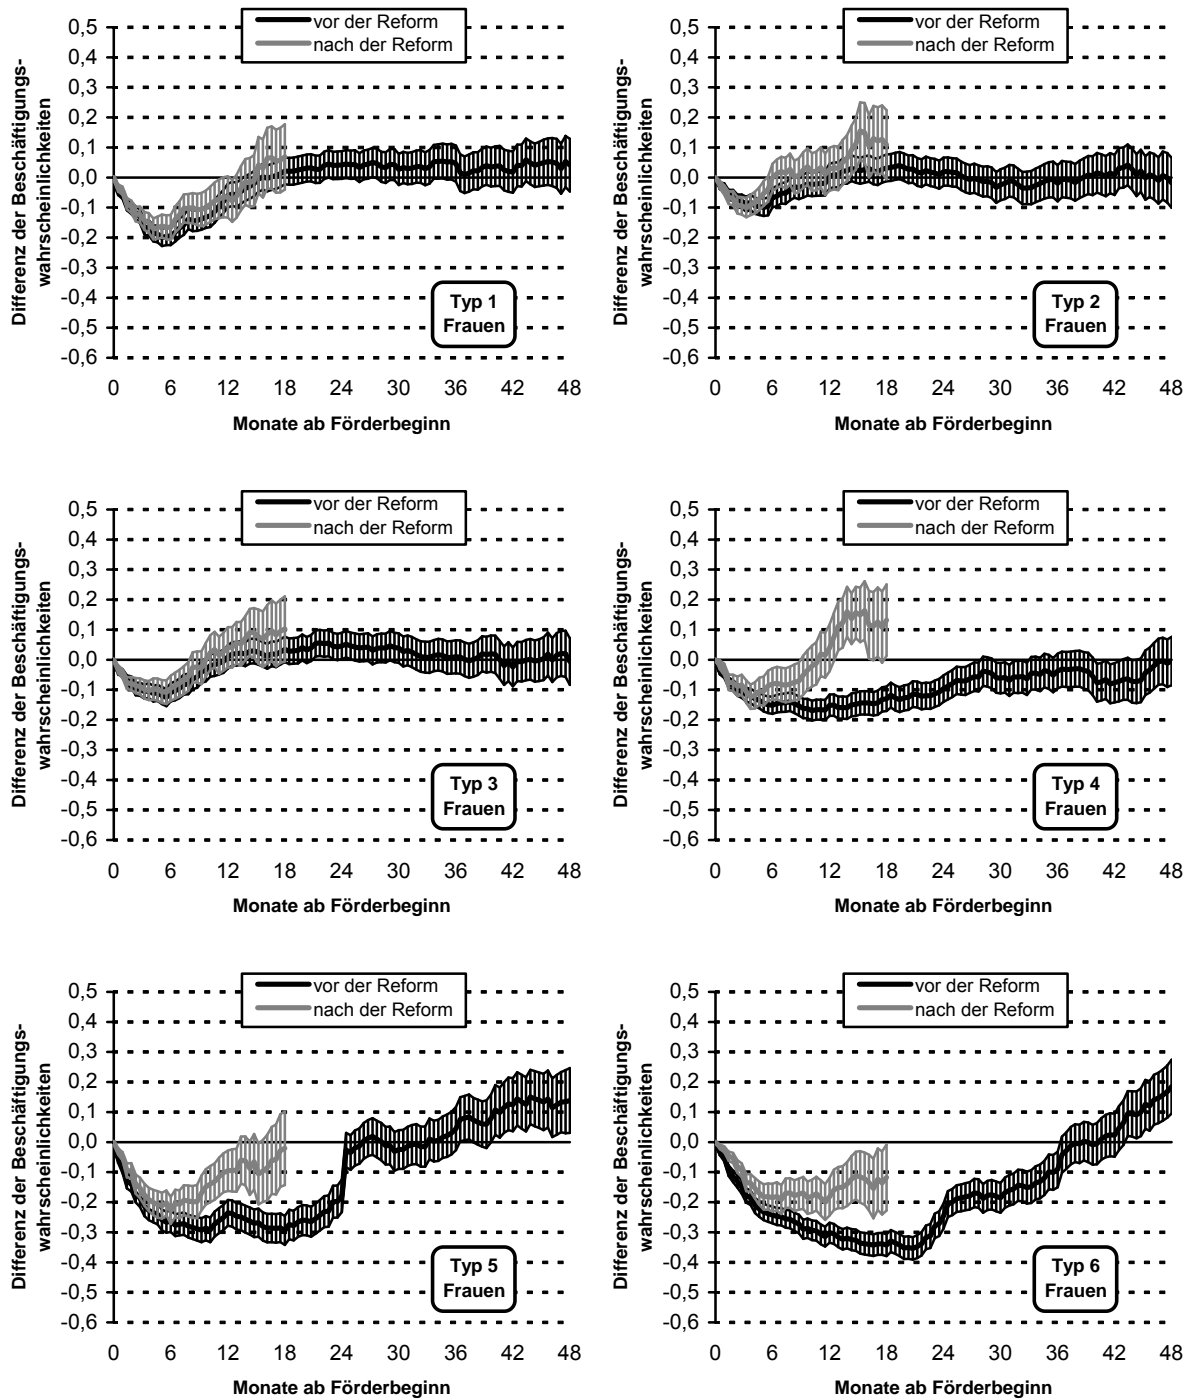 vor der Reform
nach der Reform
Differenz der Beschäftigungs-
wahrscheinlichkeiten
0,5
0,4
0,3
0,2
0,1
0,0
-0,1
-0,2
-0,3
-0,4
-0,5
-0,6
Typ 1
Frauen
0 6 12 18 24 30 36 42 48
Monate ab Förderbeginn
vor der Reform
nach der Reform
Differenz der Beschäftigungs-
wahrscheinlichkeiten
0,5
0,4
0,3
0,2
0,1
0,0
-0,1
-0,2
-0,3
-0,4
-0,5
-0,6
Typ 2
Frauen
0 6 12 18 24 30 36 42 48
Monate ab Förderbeginn
vor der Reform
nach der Reform
Differenz der Beschäftigungs-
wahrscheinlichkeiten
0,5
0,4
0,3
0,2
0,1
0,0
-0,1
-0,2
-0,3
-0,4
-0,5
-0,6
Typ 3
Frauen
0 6 12 18 24 30 36 42 48
Monate ab Förderbeginn
vor der Reform
nach der Reform
Differenz der Beschäftigungs-
wahrscheinlichkeiten
0,5
0,4
0,3
0,2
0,1
0,0
-0,1
-0,2
-0,3
-0,4
-0,5
-0,6
Typ 4
Frauen
0 6 12 18 24 30 36 42 48
Monate ab Förderbeginn
vor der Reform
nach der Reform
Differenz der Beschäftigungs-
wahrscheinlichkeiten
0,5
0,4
0,3
0,2
0,1
0,0
-0,1
-0,2
-0,3
-0,4
-0,5
-0,6
Typ 5
Frauen
0 6 12 18 24 30 36 42 48
Monate ab Förderbeginn
vor der Reform
nach der Reform
Differenz der Beschäftigungs-
wahrscheinlichkeiten
0,5
0,4
0,3
0,2
0,1
0,0
-0,1
-0,2
-0,3
-0,4
-0,5
-0,6
Typ 6
Frauen
0 6 12 18 24 30 36 42 48
Monate ab Förderbeginn